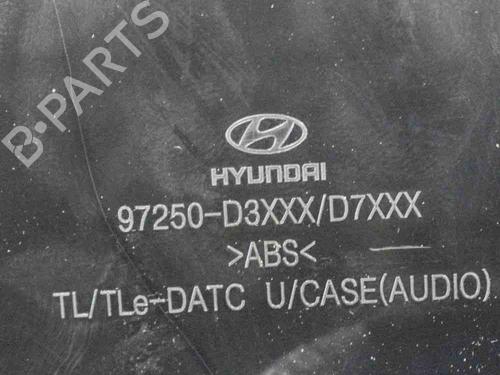 B-PARTS
HYUNDAI
97250-D3XXX/D7XXX
>ABS<
TL/TLe-DATC U/CASE(AUDIO)